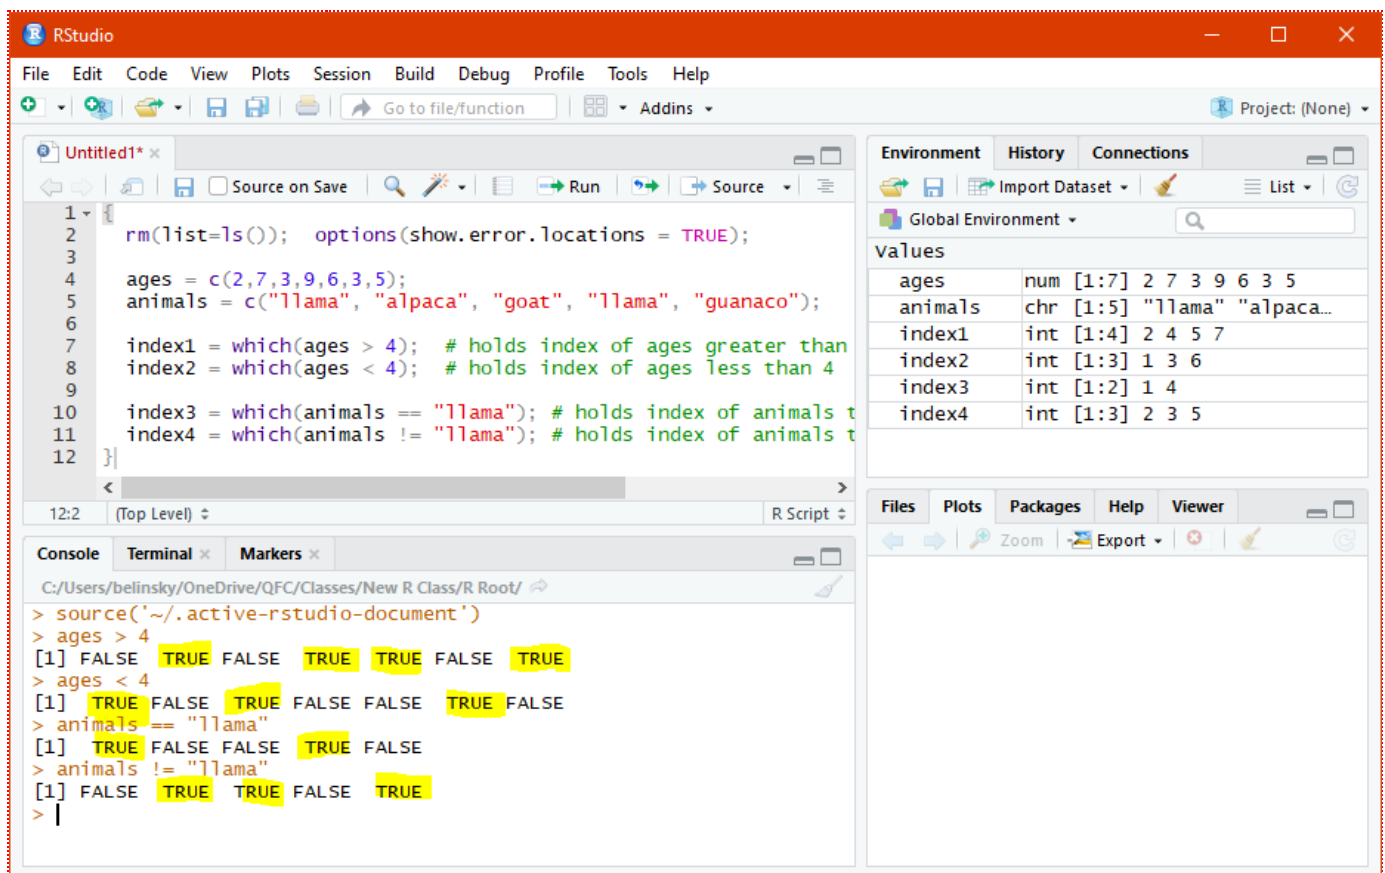 RStudio
File Edit Code View Plots Session Build Debug Profile Tools Help
Go to file/function Addins Project: (None)
Untitled1*
Source on Save Run Source
1 {
2 rm(list=ls()); options(show.error.locations = TRUE);
3
4 ages = c(2,7,3,9,6,3,5);
5 animals = c("llama", "alpaca", "goat", "llama", "guanaco");
6
7 index1 = which(ages > 4); # holds index of ages greater than
8 index2 = which(ages < 4); # holds index of ages less than 4
9
10 index3 = which(animals == "llama"); # holds index of animals t
11 index4 = which(animals != "llama"); # holds index of animals t
12 }
12:2 (Top Level) R Script
Console Terminal Markers
C:/Users/belinsky/OneDrive/QFC/Classes/New R Class/R Root/
> source('~/.active-rstudio-document')
> ages > 4
[1] FALSE TRUE FALSE TRUE TRUE FALSE TRUE
> ages < 4
[1] TRUE FALSE TRUE FALSE FALSE TRUE FALSE
> animals == "llama"
[1] TRUE FALSE FALSE TRUE FALSE
> animals != "llama"
[1] FALSE TRUE TRUE FALSE TRUE
>
Environment History Connections
Import Dataset List
Global Environment
Values
ages num [1:7] 2 7 3 9 6 3 5
animals chr [1:5] "llama" "alpaca…
index1 int [1:4] 2 4 5 7
index2 int [1:3] 1 3 6
index3 int [1:2] 1 4
index4 int [1:3] 2 3 5
Files Plots Packages Help Viewer
Zoom Export